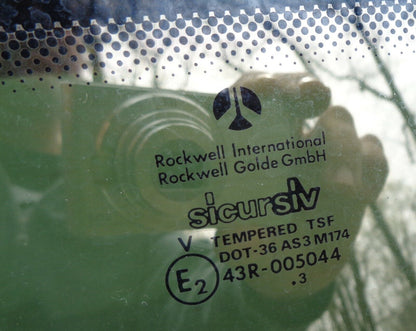 Rockwell International
Rockwell Golde GmbH
sicursiv
V TEMPERED TSF
DOT-36 AS3 M174
E2 43R-005044
.3